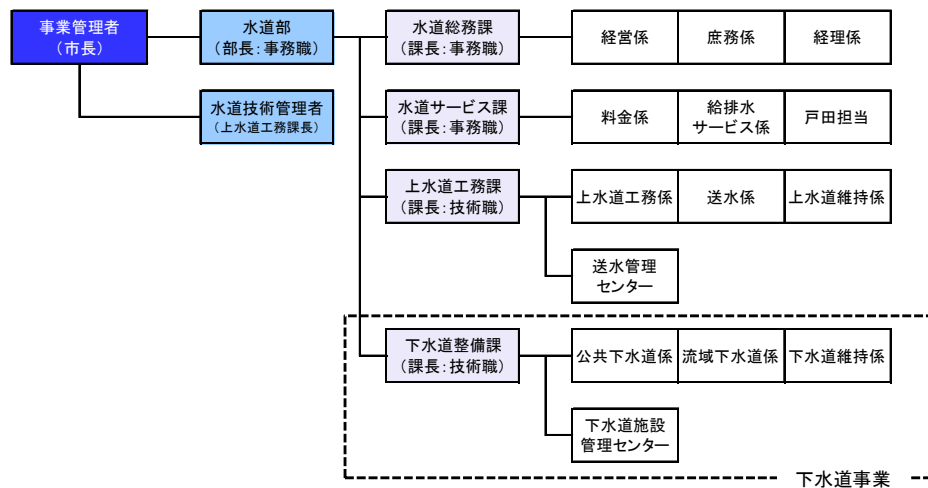 事業管理者
（市長）
水道部
（部長：事務職）
水道総務課
（課長：事務職）
経営係
庶務係
経理係
水道技術管理者
（上水道工務課長）
水道サービス課
（課長：事務職）
料金係
給排水
サービス係
戸田担当
上水道工務課
（課長：技術職）
上水道工務係
送水係
上水道維持係
送水管理
センター
下水道整備課
（課長：技術職）
公共下水道係
流域下水道係
下水道維持係
下水道施設
管理センター
下水道事業